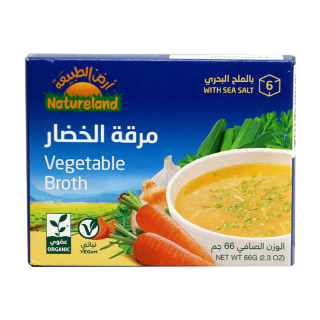 أرض الطبيعة
Natureland
بالملح البحري
WITH SEA SALT
6
مرقة الخضار
Vegetable
Broth
عضوي
ORGANIC
نباتي
VEGAN
الوزن الصافي 66 جم
NET WT 66G (2.3 OZ)